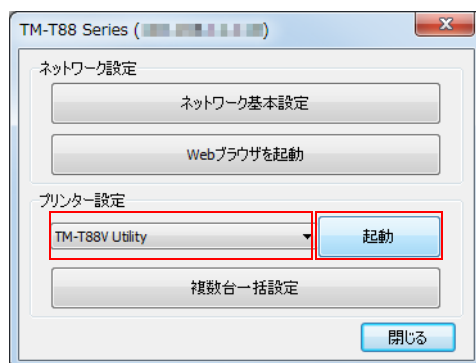 TM-T88 Series (
ネットワーク設定
ネットワーク基本設定
Webブラウザを起動
プリンター設定
TM-T88V Utility
起動
複数台一括設定
閉じる